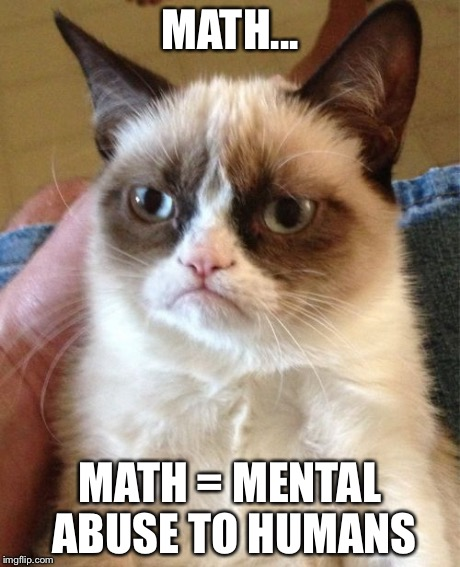 MATH...
MATH = MENTAL
ABUSE TO HUMANS
imgflip.com